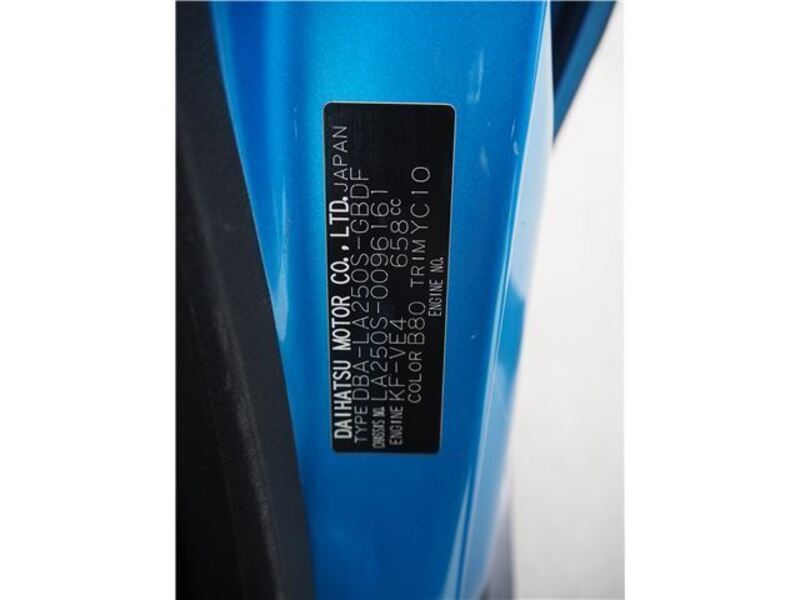 DAIHATSU MOTOR CO., LTD. JAPAN
TYPE DBA-LA250S-GBDF
CHASSIS NO. LA250S-0096161
ENGINE KF-VE4 658cc
COLOR B80 TRIM YC10
ENGINE NO.